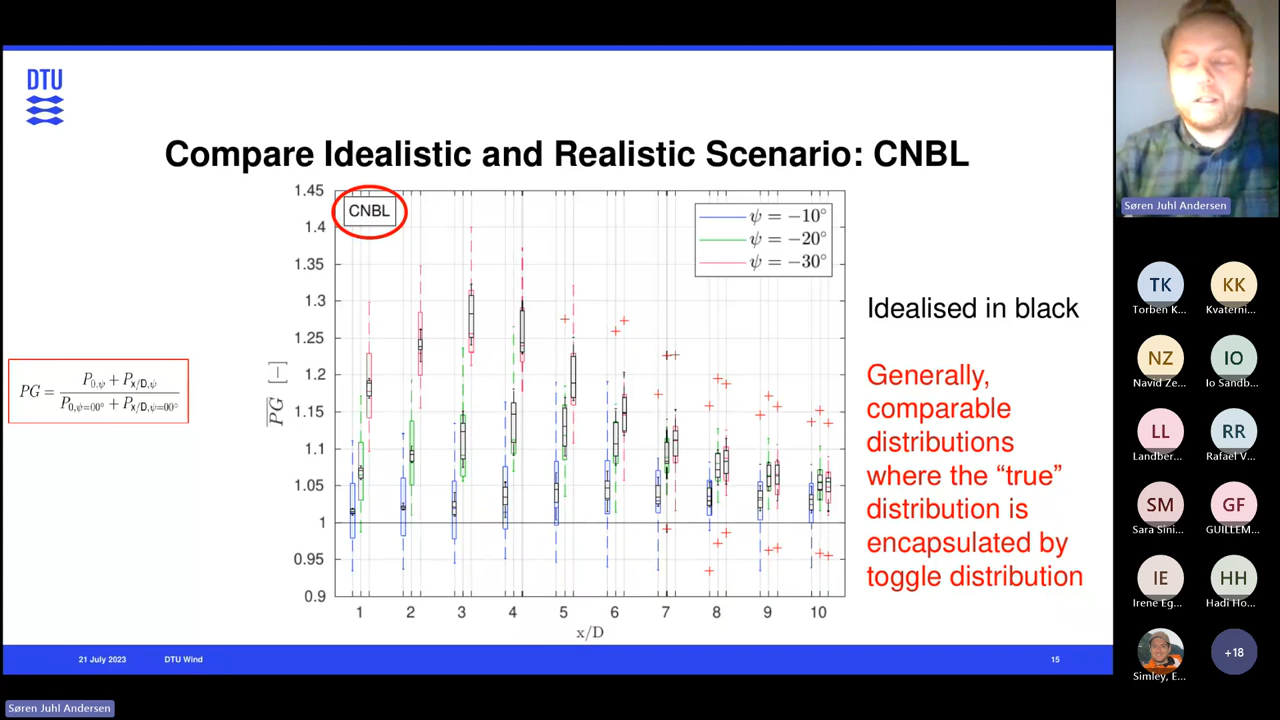 DTU
Compare Idealistic and Realistic Scenario: CNBL
CNBL
ψ = −10°
ψ = −20°
ψ = −30°
1.45
1.4
1.35
1.3
1.25
1.2
1.15
1.1
1.05
1
0.95
0.9
PG [−]
1 2 3 4 5 6 7 8 9 10
x/D
PG = (P0,ψ + Px/D,ψ) / (P0,ψ=00° + Px/D,ψ=00°)
Idealised in black
Generally,
comparable
distributions
where the “true”
distribution is
encapsulated by
toggle distribution
21 July 2023 DTU Wind 15
Søren Juhl Andersen
TK KK
Torben K... Kvaterni...
NZ IO
Navid Ze... Io Sandb...
LL RR
Landber... Rafael V...
SM GF
Sara Sini... GUILLEM...
IE HH
Irene Eg... Hadi Ho...
+18
Simley, E...
Søren Juhl Andersen